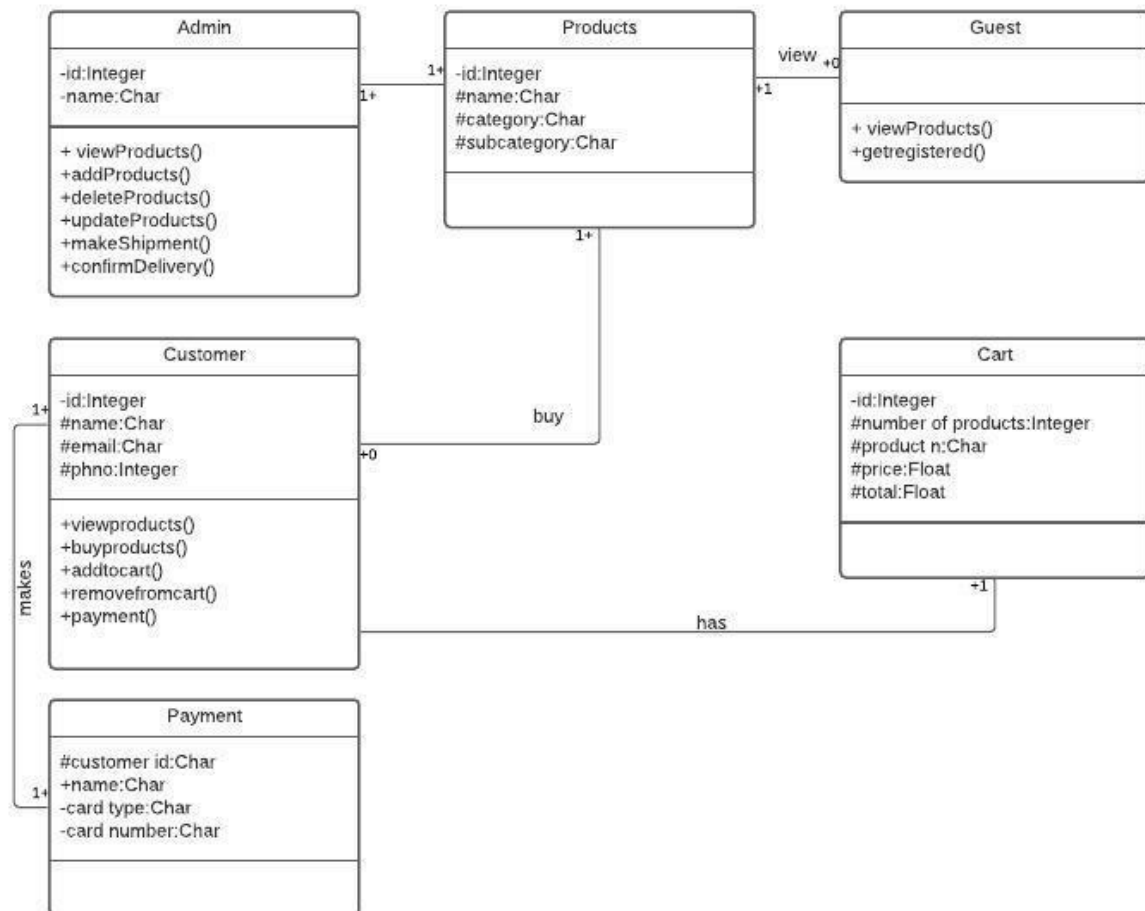 Admin
-id:Integer
-name:Char
+ viewProducts()
+addProducts()
+deleteProducts()
+updateProducts()
+makeShipment()
+confirmDelivery()
1+
1+
Products
-id:Integer
#name:Char
#category:Char
#subcategory:Char
view
+0
+1
Guest
+ viewProducts()
+getregistered()
1+
buy
+0
Customer
-id:Integer
#name:Char
#email:Char
#phno:Integer
+viewproducts()
+buyproducts()
+addtocart()
+removefromcart()
+payment()
Cart
-id:Integer
#number of products:Integer
#product n:Char
#price:Float
#total:Float
+1
has
1+
makes
1+
Payment
#customer id:Char
+name:Char
-card type:Char
-card number:Char